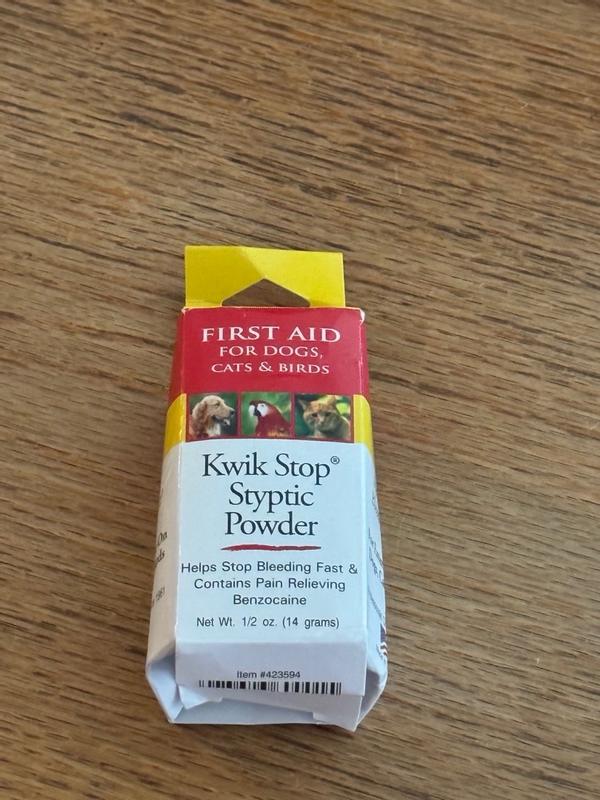 FIRST AID
FOR DOGS,
CATS & BIRDS
Kwik Stop®
Styptic
Powder
Helps Stop Bleeding Fast &
Contains Pain Relieving
Benzocaine
Net Wt. 1/2 oz. (14 grams)
Item #423594